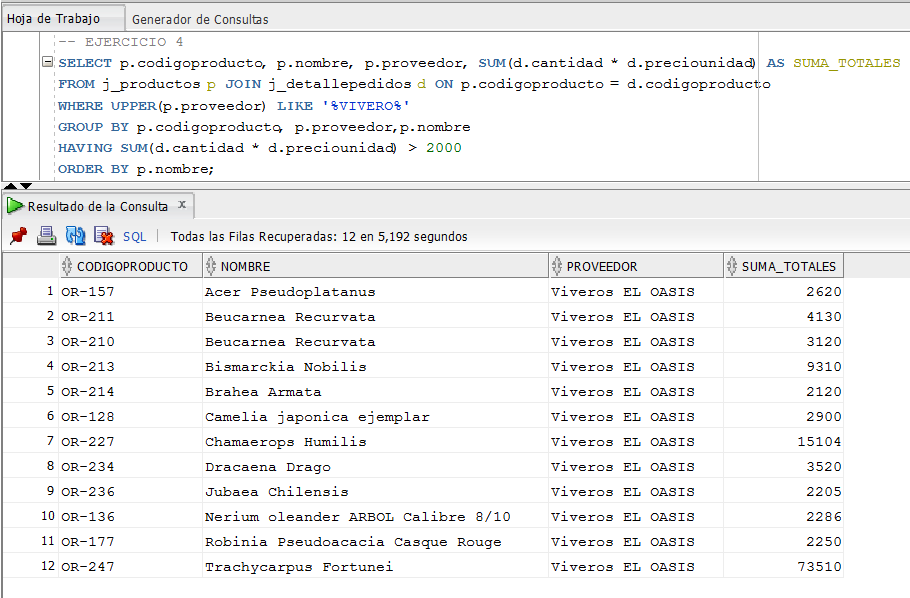 Hoja de Trabajo Generador de Consultas
-- EJERCICIO 4
SELECT p.codigoproducto, p.nombre, p.proveedor, SUM(d.cantidad * d.preciounidad) AS SUMA_TOTALES
FROM j_productos p JOIN j_detallepedidos d ON p.codigoproducto = d.codigoproducto
WHERE UPPER(p.proveedor) LIKE '%VIVERO%'
GROUP BY p.codigoproducto, p.proveedor,p.nombre
HAVING SUM(d.cantidad * d.preciounidad) > 2000
ORDER BY p.nombre;
Resultado de la Consulta x
SQL | Todas las Filas Recuperadas: 12 en 5,192 segundos
CODIGOPRODUCTO NOMBRE PROVEEDOR SUMA_TOTALES
1 OR-157 Acer Pseudoplatanus Viveros EL OASIS 2620
2 OR-211 Beucarnea Recurvata Viveros EL OASIS 4130
3 OR-210 Beucarnea Recurvata Viveros EL OASIS 3120
4 OR-213 Bismarckia Nobilis Viveros EL OASIS 9310
5 OR-214 Brahea Armata Viveros EL OASIS 2120
6 OR-128 Camelia japonica ejemplar Viveros EL OASIS 2900
7 OR-227 Chamaerops Humilis Viveros EL OASIS 15104
8 OR-234 Dracaena Drago Viveros EL OASIS 3520
9 OR-236 Jubaea Chilensis Viveros EL OASIS 2205
10 OR-136 Nerium oleander ARBOL Calibre 8/10 Viveros EL OASIS 2286
11 OR-177 Robinia Pseudoacacia Casque Rouge Viveros EL OASIS 2250
12 OR-247 Trachycarpus Fortunei Viveros EL OASIS 73510